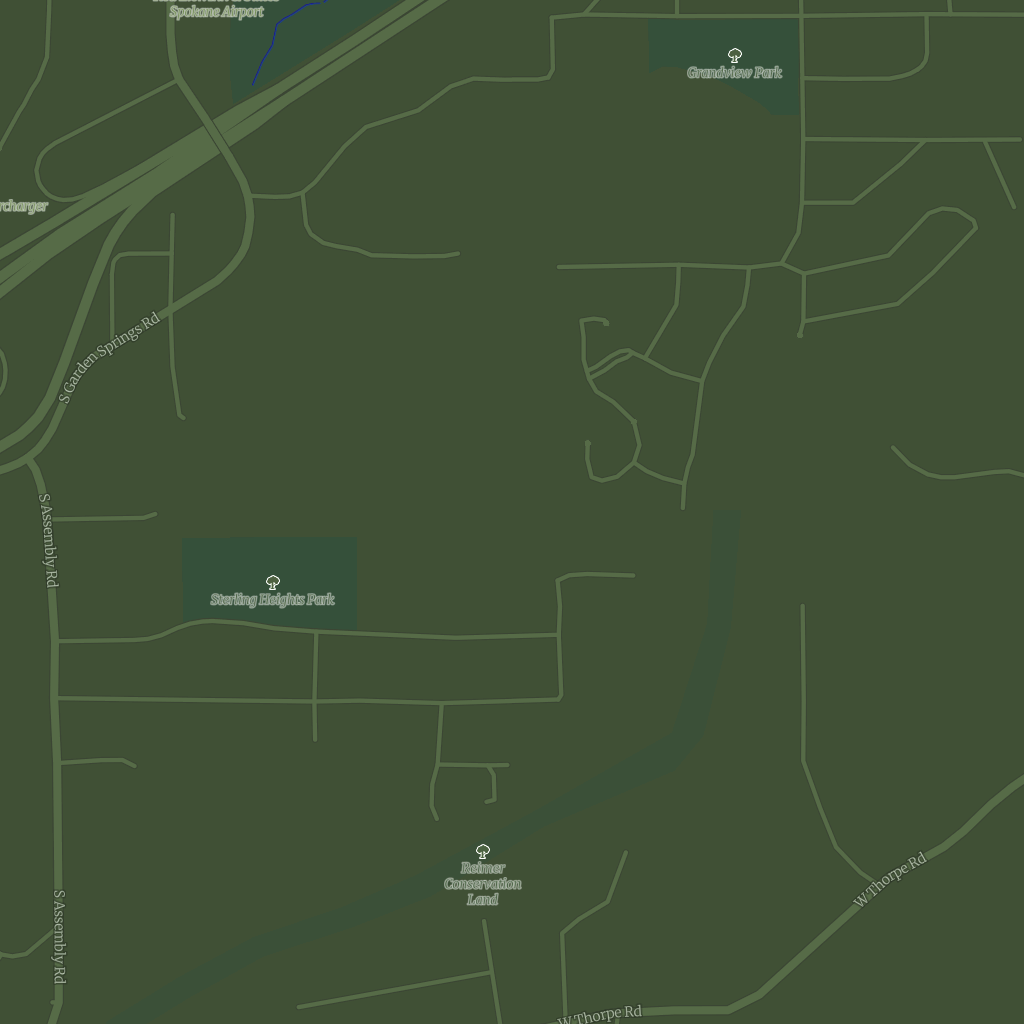 Spokane Airport
Grandview Park
rcharger
S Garden Springs Rd
S Assembly Rd
Sterling Heights Park
Reimer
Conservation
Land
W Thorpe Rd
S Assembly Rd
W Thorpe Rd